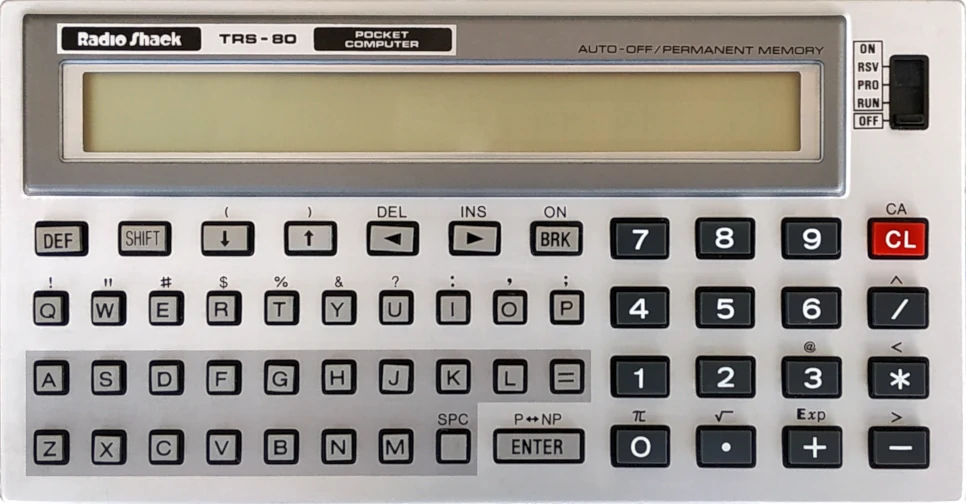 Radio Shaek TRS-80 POCKET COMPUTER
AUTO-OFF/PERMANENT MEMORY
ON
RSV
PRO
RUN
OFF
( ) DEL INS ON CA
DEF SHIFT ↓ ↑ ◄ ► BRK 7 8 9 CL
! " # $ % & ? : , ; ^
Q W E R T Y U I O P 4 5 6 /
@ <
A S D F G H J K L = 1 2 3 *
SPC P↔NP π √ Exp >
Z X C V B N M ENTER 0 • + −